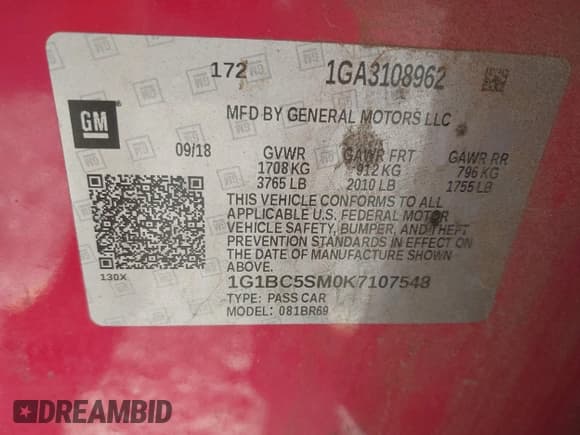 172 1GA3108962
GM
MFD BY GENERAL MOTORS LLC
09/18 GVWR GAWR FRT GAWR RR
1708 KG 912 KG 796 KG
3765 LB 2010 LB 1755 LB
THIS VEHICLE CONFORMS TO ALL
APPLICABLE U.S. FEDERAL MOTOR
VEHICLE SAFETY, BUMPER, AND THEFT
PREVENTION STANDARDS IN EFFECT ON
THE DATE OF MANUFACTURE SHOWN
ABOVE.
130X
1G1BC5SM0K7107548
TYPE: PASS CAR
MODEL: 081BR69
DREAMBID